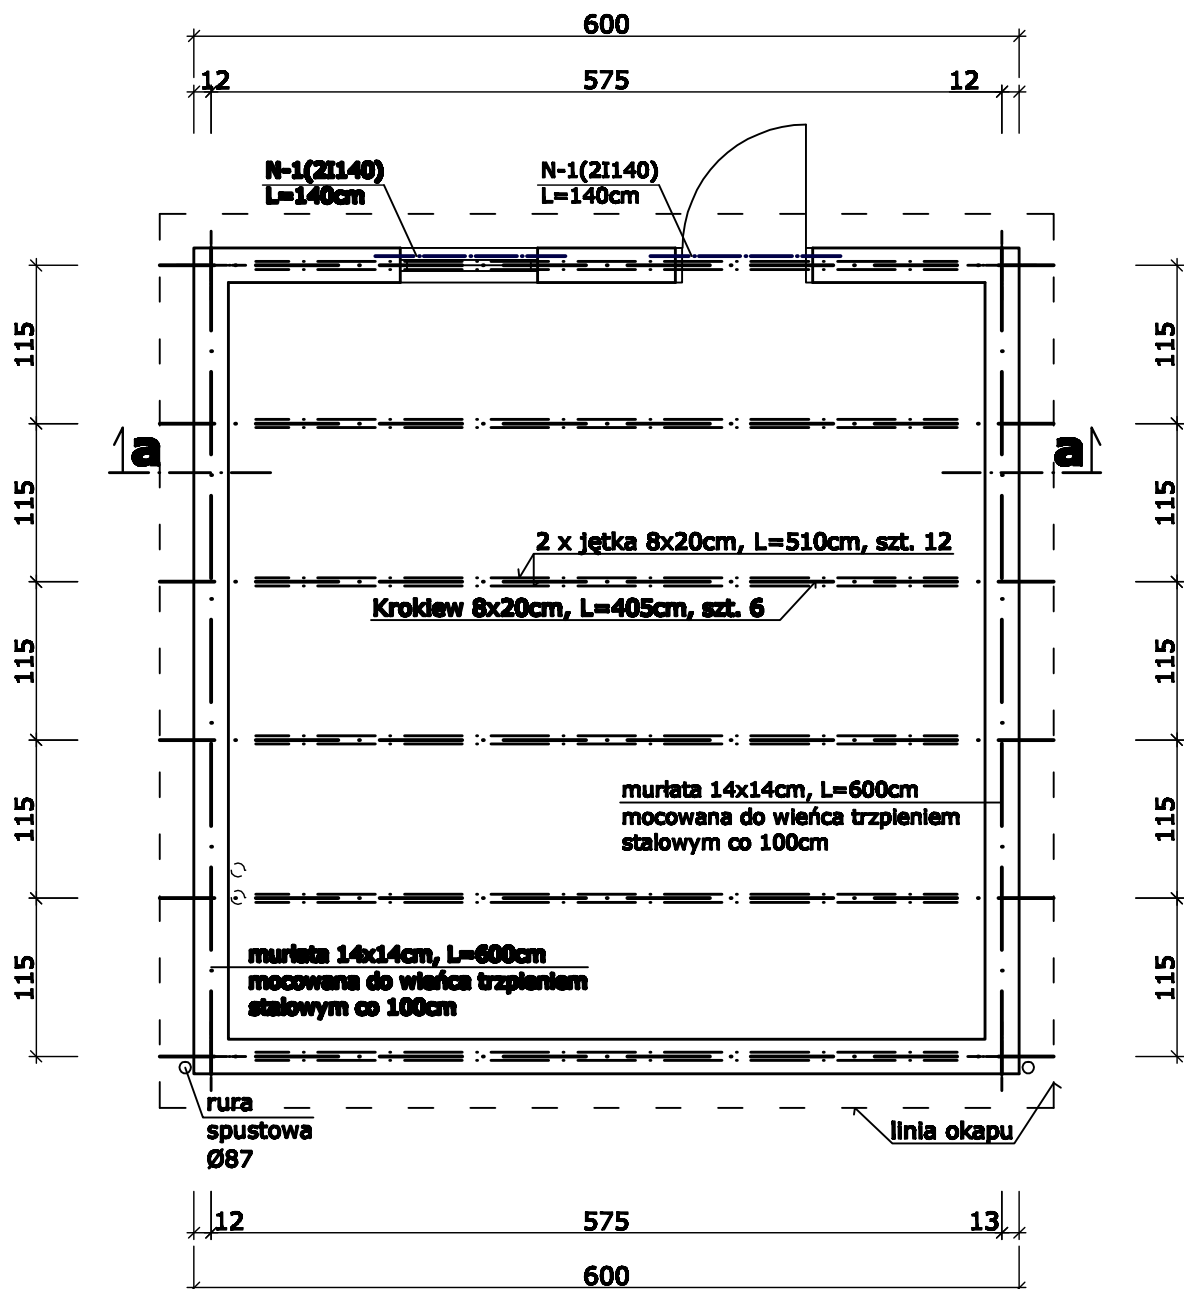 600
12
575
12
N-1(2I140)
L=140cm
N-1(2I140)
L=140cm
115
115
a
a
115
115
2 x jętka 8x20cm, L=510cm, szt. 12
Krokiew 8x20cm, L=405cm, szt. 6
115
115
murłata 14x14cm, L=600cm
mocowana do wieńca trzpieniem
stalowym co 100cm
115
115
murłata 14x14cm, L=600cm
mocowana do wieńca trzpieniem
stalowym co 100cm
115
115
rura
spustowa
Ø87
linia okapu
12
575
13
600